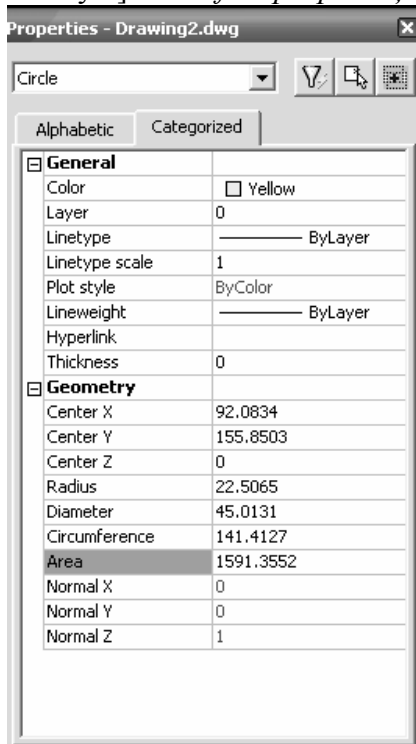 Properties - Drawing2.dwg
Circle
Alphabetic Categorized
General
Color Yellow
Layer 0
Linetype ByLayer
Linetype scale 1
Plot style ByColor
Lineweight ByLayer
Hyperlink
Thickness 0
Geometry
Center X 92.0834
Center Y 155.8503
Center Z 0
Radius 22.5065
Diameter 45.0131
Circumference 141.4127
Area 1591.3552
Normal X 0
Normal Y 0
Normal Z 1